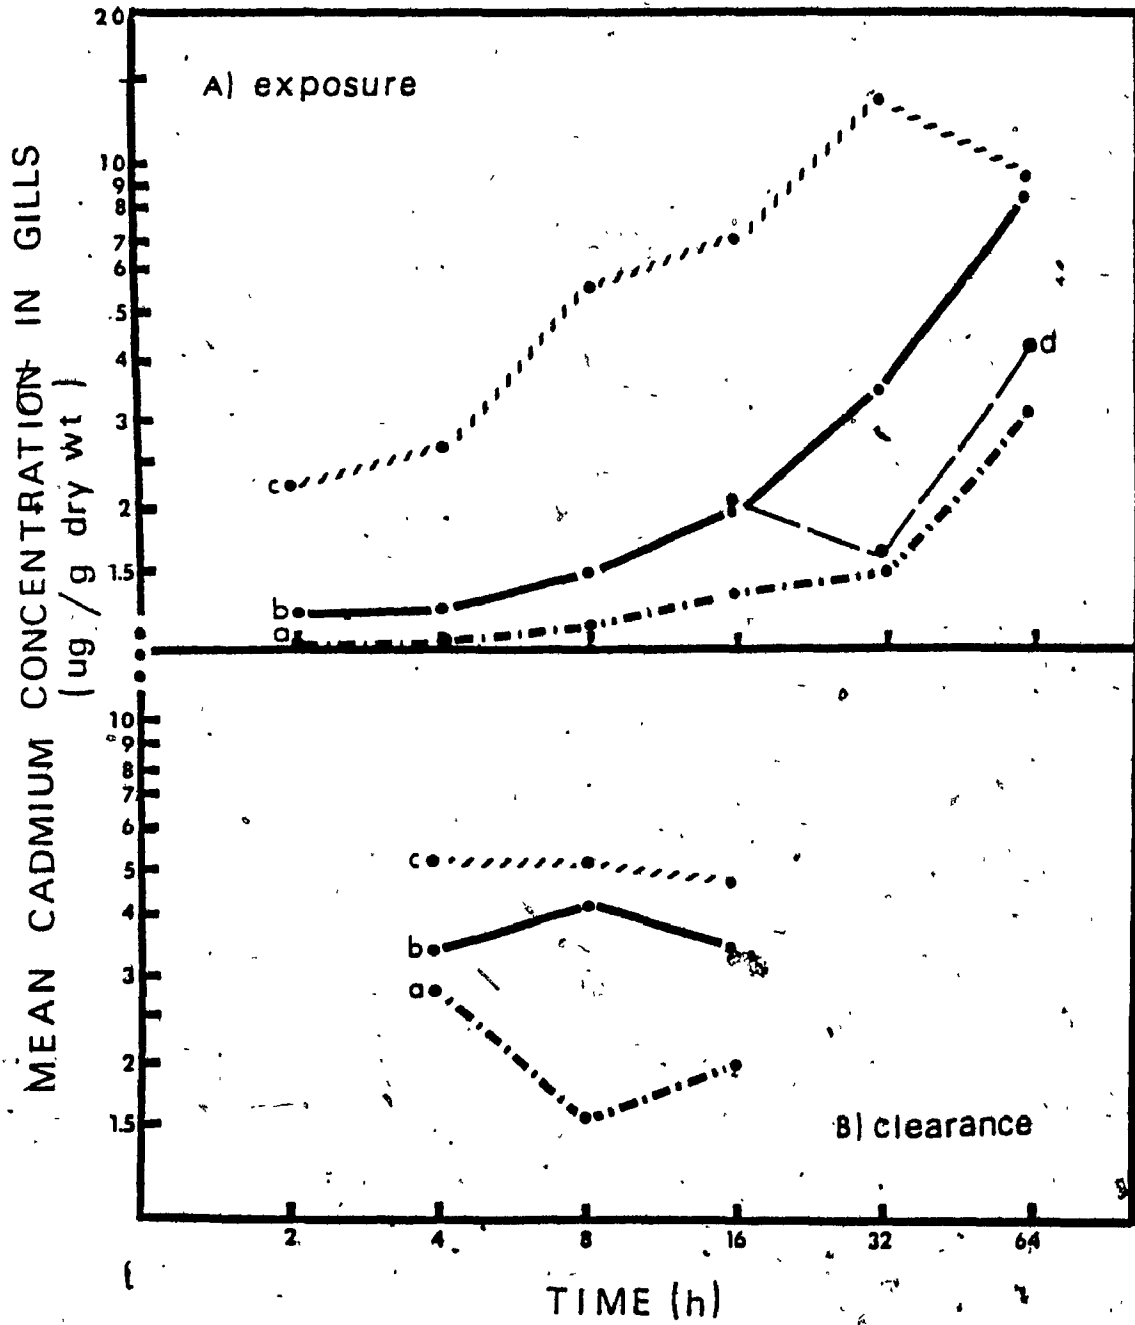 MEAN CADMIUM CONCENTRATION IN GILLS
(ug/g dry wt)
A) exposure
20
10
9
8
7
6
5
4
3
2
1.5
c
b
a
d
10
9
8
7
6
5
4
3
2
1.5
c
b
a
B) clearance
2 4 8 16 32 64
TIME (h)